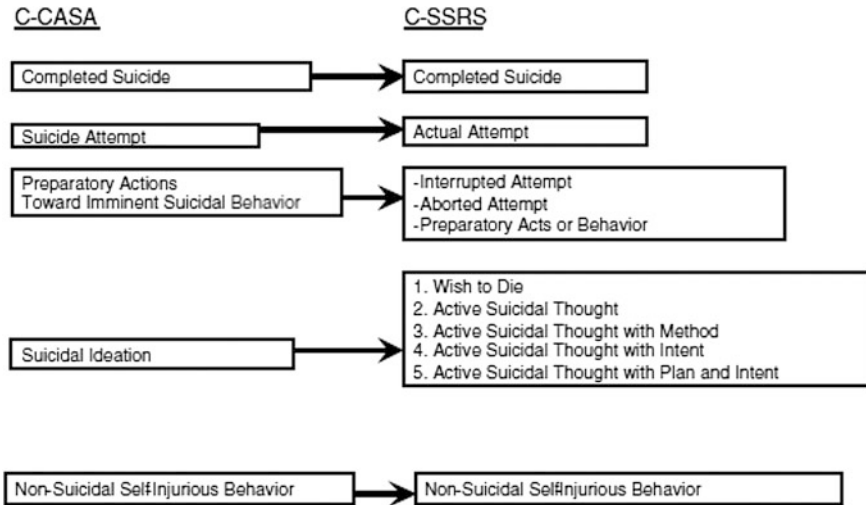 C-CASA
C-SSRS
Completed Suicide
Completed Suicide
Suicide Attempt
Actual Attempt
Preparatory Actions
Toward Imminent Suicidal Behavior
-Interrupted Attempt
-Aborted Attempt
-Preparatory Acts or Behavior
Suicidal Ideation
1. Wish to Die
2. Active Suicidal Thought
3. Active Suicidal Thought with Method
4. Active Suicidal Thought with Intent
5. Active Suicidal Thought with Plan and Intent
Non-Suicidal Self-Injurious Behavior
Non-Suicidal Self-Injurious Behavior